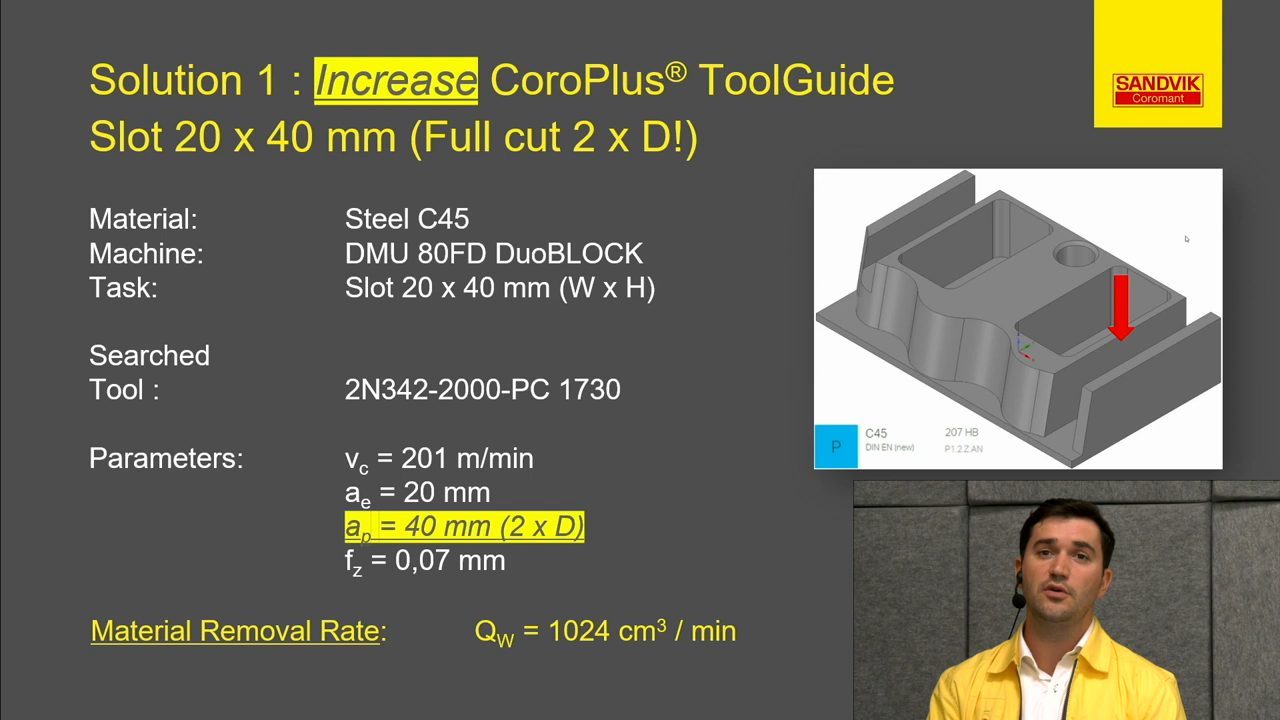 Solution 1 : Increase CoroPlus® ToolGuide
Slot 20 x 40 mm (Full cut 2 x D!)
SANDVIK
Coromant
Material: Steel C45
Machine: DMU 80FD DuoBLOCK
Task: Slot 20 x 40 mm (W x H)
Searched
Tool : 2N342-2000-PC 1730
Parameters: vc = 201 m/min
ae = 20 mm
ap = 40 mm (2 x D)
fz = 0,07 mm
Material Removal Rate: QW = 1024 cm³ / min
P
C45 207 HB
DIN EN (new) P1.2.Z.AN